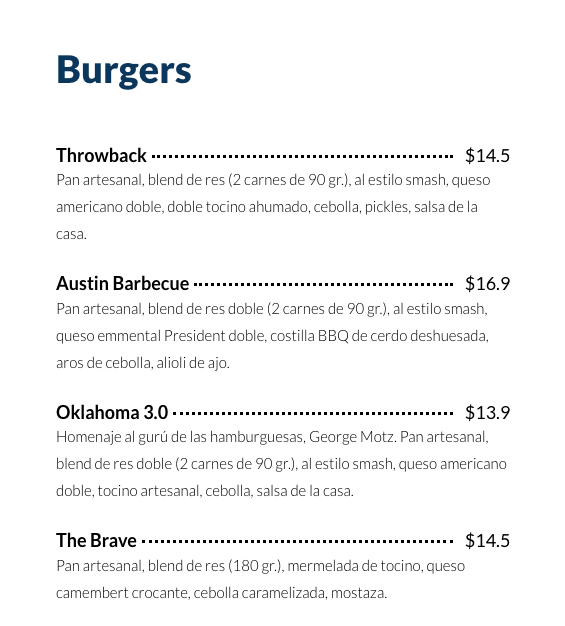 Burgers
Throwback $14.5
Pan artesanal, blend de res (2 carnes de 90 gr.), al estilo smash, queso
americano doble, doble tocino ahumado, cebolla, pickles, salsa de la
casa.
Austin Barbecue $16.9
Pan artesanal, blend de res doble (2 carnes de 90 gr.), al estilo smash,
queso emmental President doble, costilla BBQ de cerdo deshuesada,
aros de cebolla, alioli de ajo.
Oklahoma 3.0 $13.9
Homenaje al gurú de las hamburguesas, George Motz. Pan artesanal,
blend de res doble (2 carnes de 90 gr.), al estilo smash, queso americano
doble, tocino artesanal, cebolla, salsa de la casa.
The Brave $14.5
Pan artesanal, blend de res (180 gr.), mermelada de tocino, queso
camembert crocante, cebolla caramelizada, mostaza.